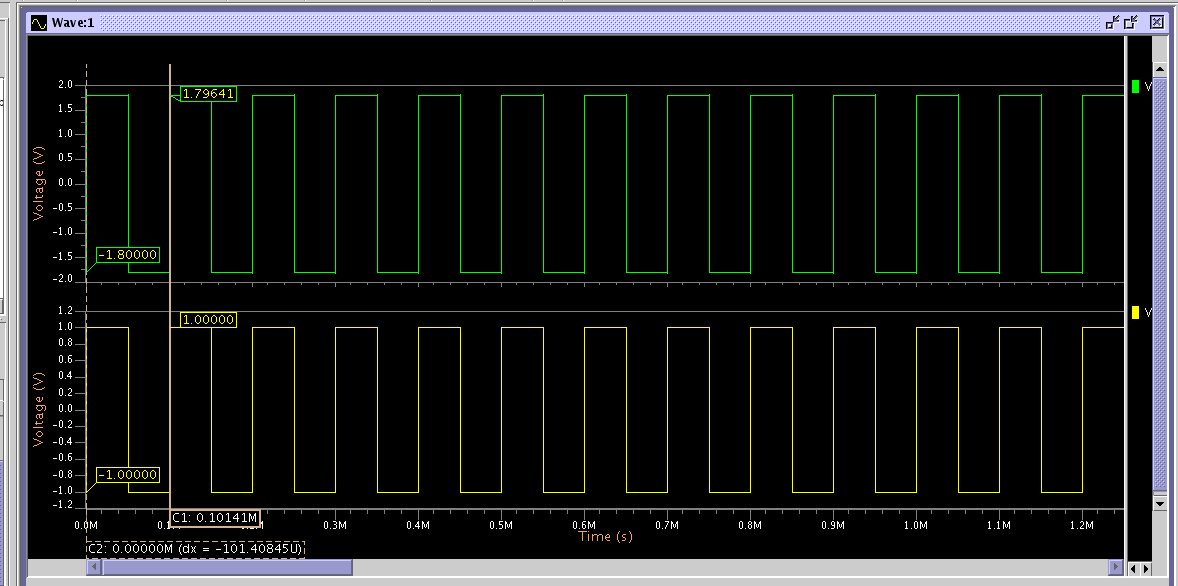 Wave:1
2.0
1.5
1.0
0.5
0.0
-0.5
-1.0
-1.5
-2.0
Voltage (V)
1.79641
-1.80000
V
1.2
1.0
0.8
0.6
0.4
0.2
0.0
-0.2
-0.4
-0.6
-0.8
-1.0
-1.2
Voltage (V)
1.00000
-1.00000
V
0.0M 0.3M 0.4M 0.5M 0.6M 0.7M 0.8M 0.9M 1.0M 1.1M 1.2M
C1: 0.10141M
Time (s)
C2: 0.00000M (dx = -101.40845U)